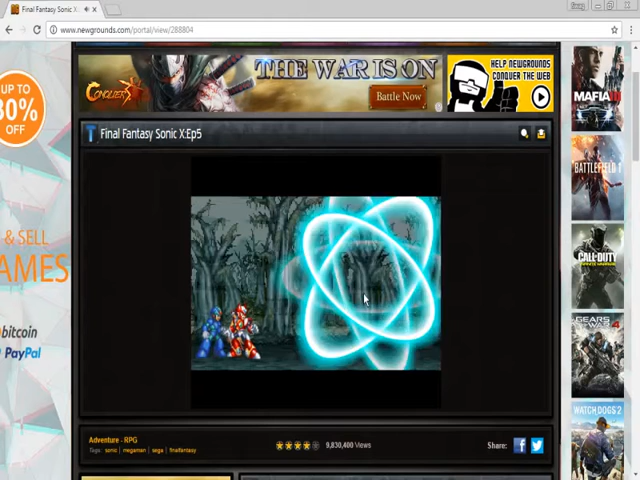 Final Fantasy Sonic X
www.newgrounds.com/portal/view/288804
UP TO
80%
OFF
& SELL
AMES
bitcoin
PayPal
CONQUERX
THE WAR IS ON
Battle Now
HELP NEWGROUNDS
CONQUER THE WEB
Final Fantasy Sonic X:Ep5
MAFIA III
BATTLEFIELD 1
CALL OF DUTY
GEARS OF WAR 4
WATCH DOGS 2
Adventure - RPG
Tags: sonic | megaman | sega | finalfantasy
9,830,400 Views
Share: